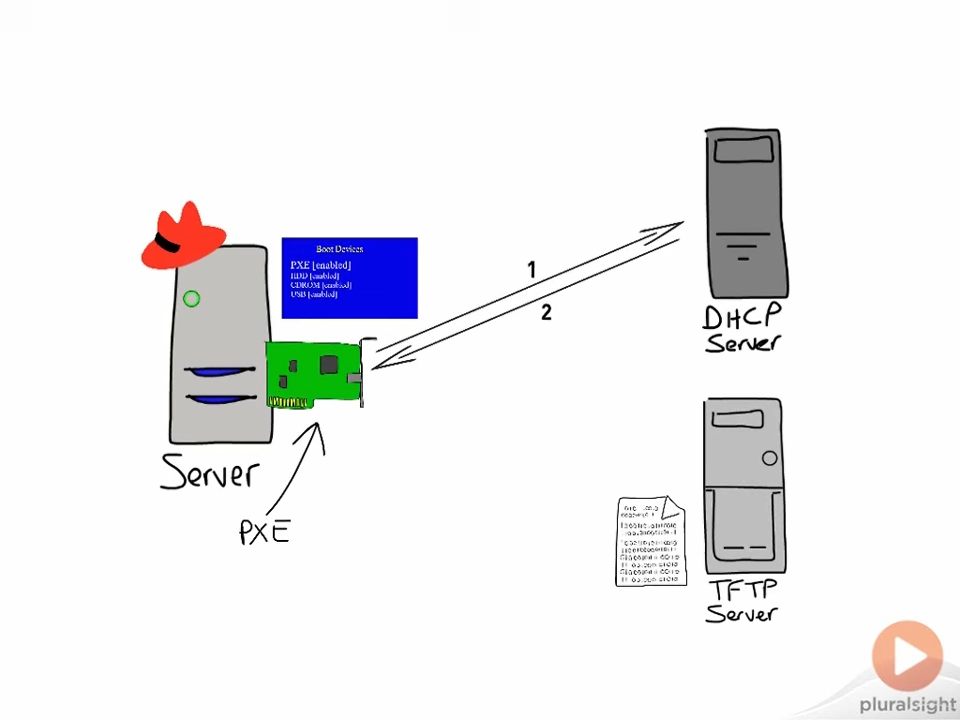 Boot Devices
PXE [enabled]
HDD [enabled]
CDROM [enabled]
USB [enabled]
1
2
DHCP
Server
Server
PXE
TFTP
Server
pluralsight